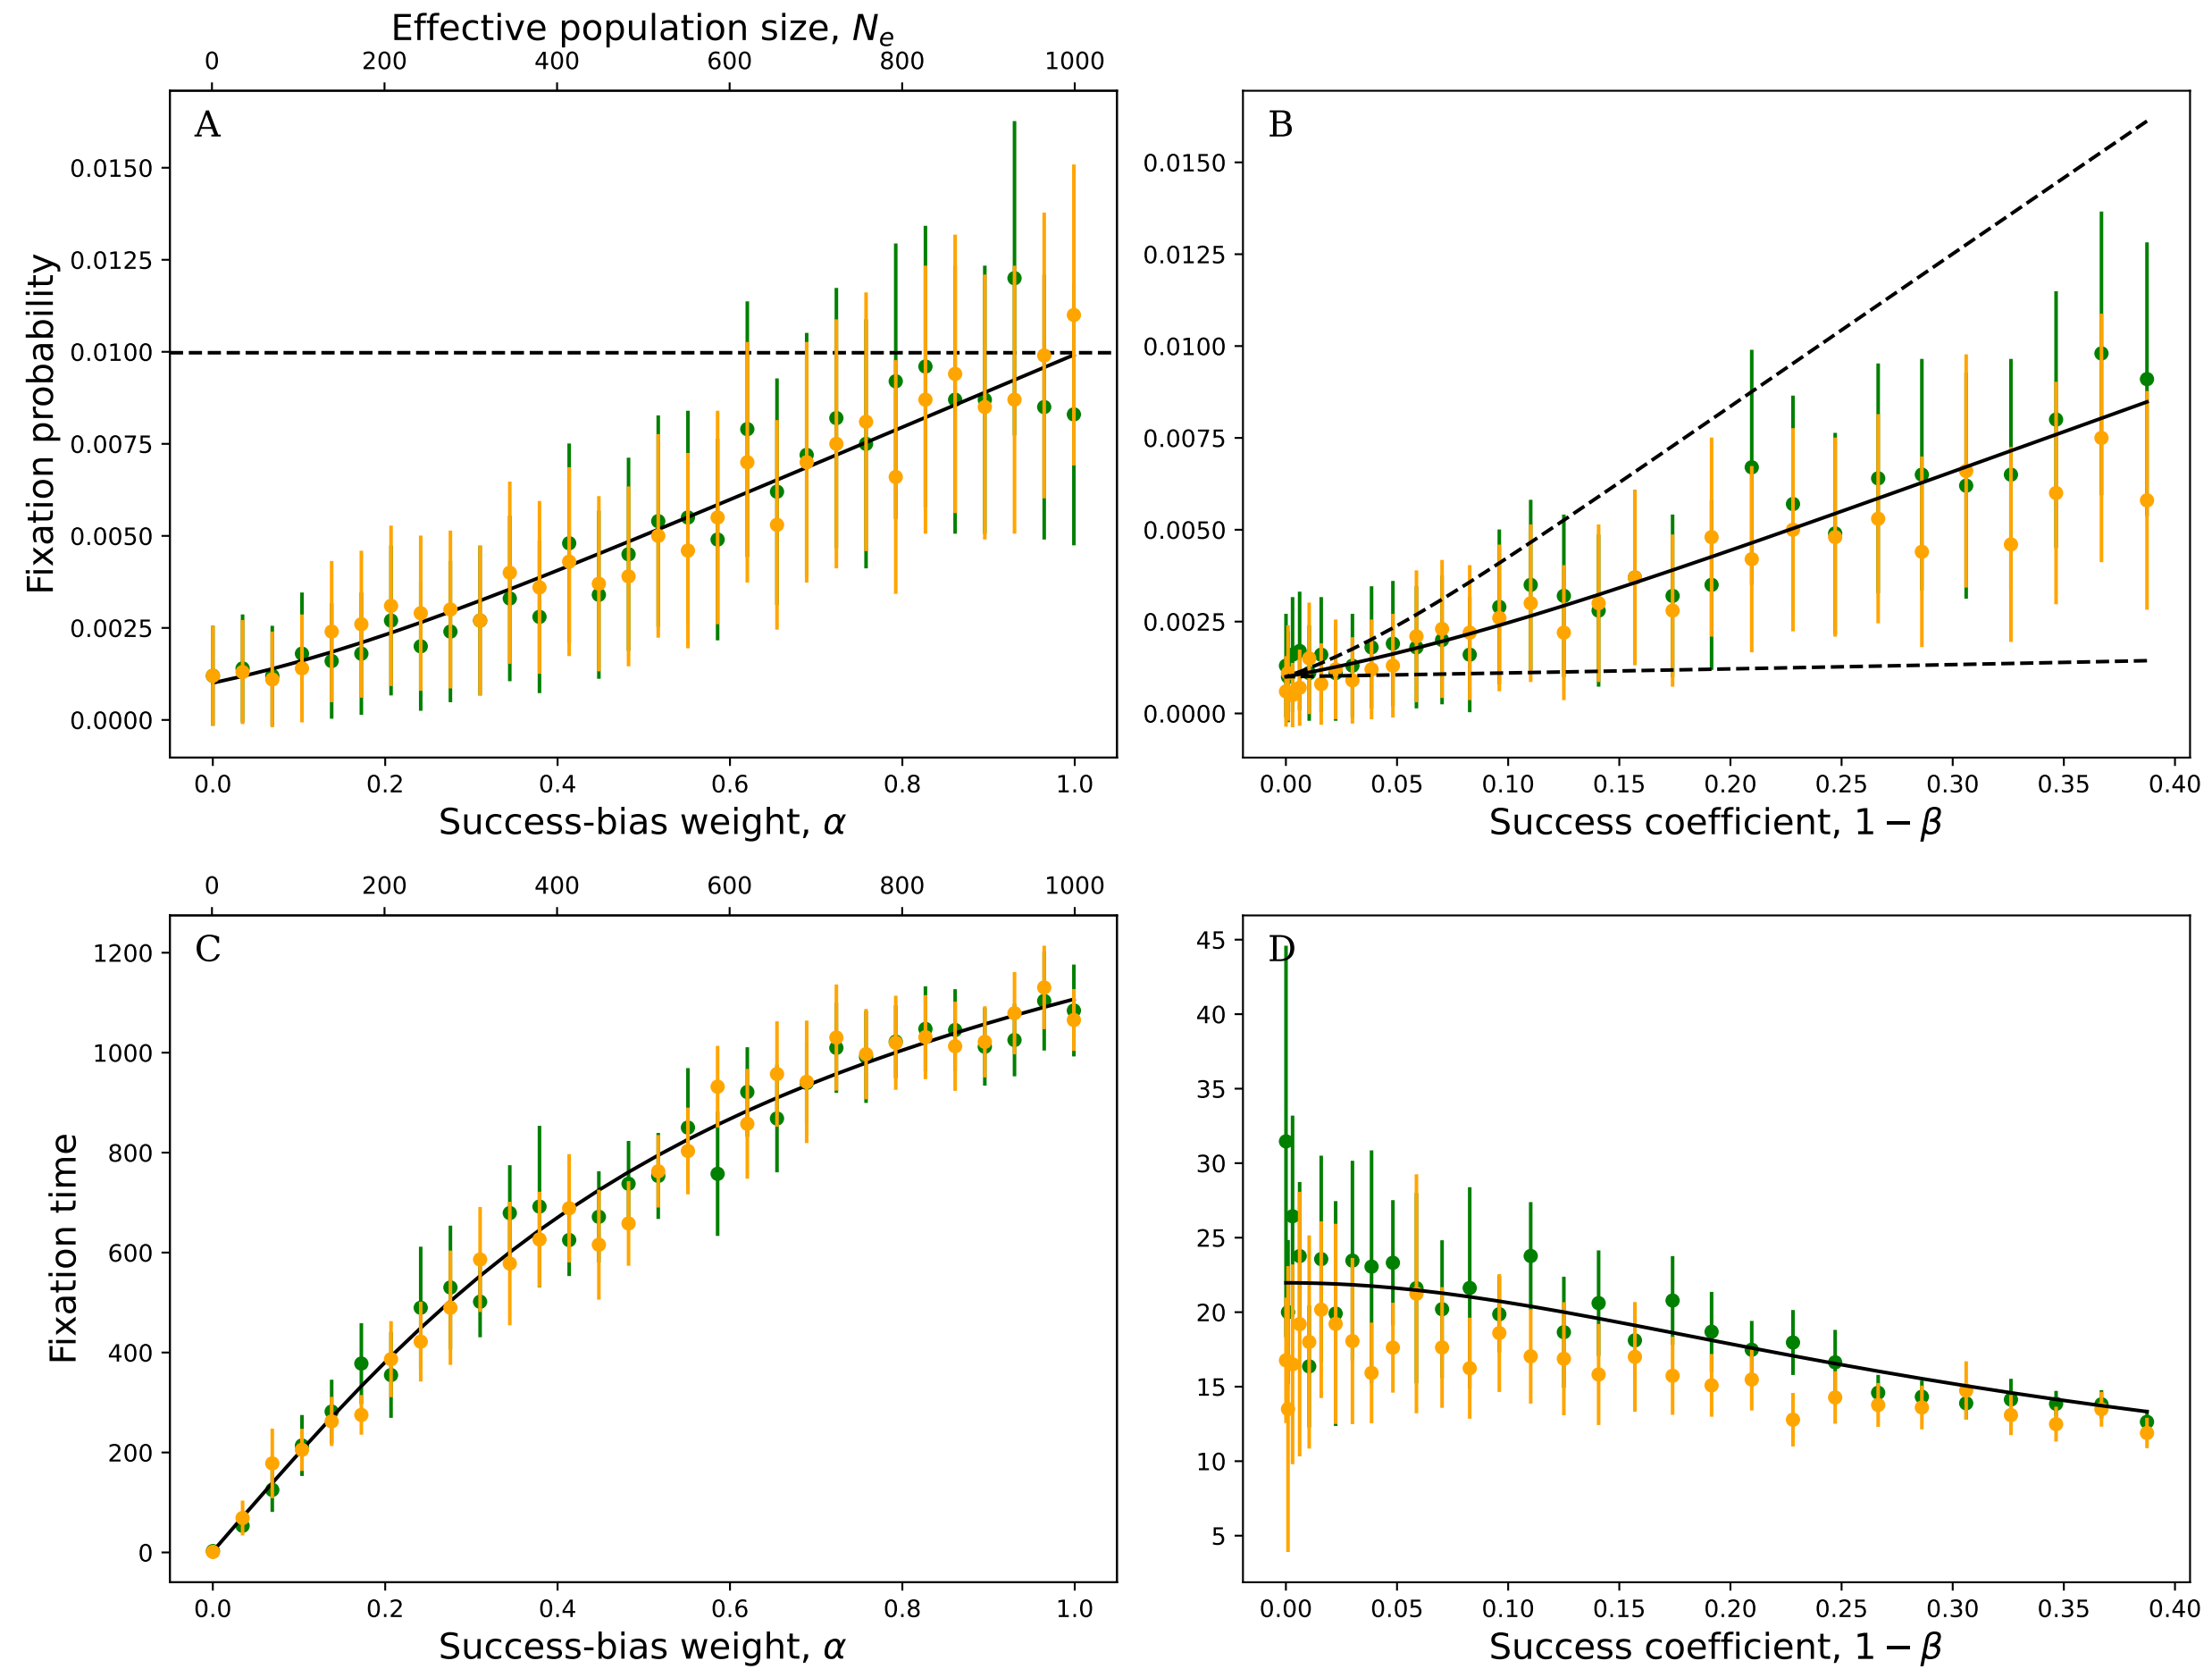 Effective population size, Nₑ
0 200 400 600 800 1000
A
B
Fixation probability
0.0150
0.0125
0.0100
0.0075
0.0050
0.0025
0.0000
0.0150
0.0125
0.0100
0.0075
0.0050
0.0025
0.0000
0.0 0.2 0.4 0.6 0.8 1.0
Success-bias weight, α
0.00 0.05 0.10 0.15 0.20 0.25 0.30 0.35 0.40
Success coefficient, 1 − β
0 200 400 600 800 1000
C
D
Fixation time
1200
1000
800
600
400
200
0
45
40
35
30
25
20
15
10
5
0.0 0.2 0.4 0.6 0.8 1.0
Success-bias weight, α
0.00 0.05 0.10 0.15 0.20 0.25 0.30 0.35 0.40
Success coefficient, 1 − β